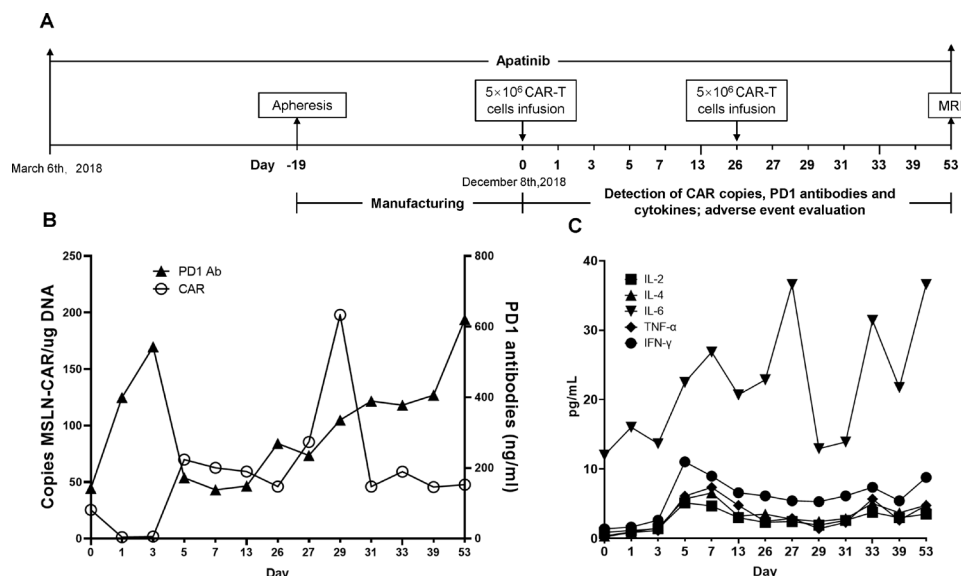 A
Apatinib
Apheresis
5×10⁶ CAR-T
cells infusion
5×10⁶ CAR-T
cells infusion
MRI
March 6th, 2018
Day -19 0 1 3 5 7 13 26 27 29 31 33 39 53
December 8th,2018
Manufacturing
Detection of CAR copies, PD1 antibodies and
cytokines; adverse event evaluation
B
Copies MSLN-CAR/ug DNA
250
200
150
100
50
0
PD1 Ab
CAR
800
600
400
200
0
PD1 antibodies (ng/ml)
0 1 3 5 7 13 26 27 29 31 33 39 53
Day
C
pg/mL
40
30
20
10
0
IL-2
IL-4
IL-6
TNF-α
IFN-γ
0 1 3 5 7 13 26 27 29 31 33 39 53
Day